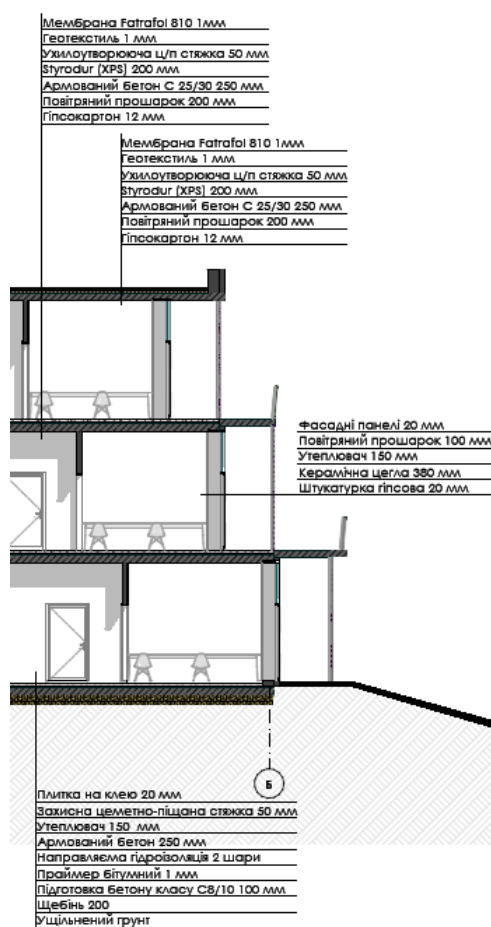 Мембрана Fatrafol 810 1мм
Геотекстиль 1 мм
Ухилоутворююча ц/п стяжка 50 мм
Styrodur (XPS) 200 мм
Армований бетон С 25/30 250 мм
Повітряний прошарок 200 мм
Гіпсокартон 12 мм
Мембрана Fatrafol 810 1мм
Геотекстиль 1 мм
Ухилоутворююча ц/п стяжка 50 мм
Styrodur (XPS) 200 мм
Армований бетон С 25/30 250 мм
Повітряний прошарок 200 мм
Гіпсокартон 12 мм
Фасадні панелі 20 мм
Повітряний прошарок 100 мм
Утеплювач 150 мм
Керамічна цегла 380 мм
Штукатурка гіпсова 20 мм
Б
Плитка на клею 20 мм
Захисна цеметно-піщана стяжка 50 мм
Утеплювач 150 мм
Армований бетон 250 мм
Направляєма гідроізоляція 2 шари
Праймер бітумний 1 мм
Підготовка бетону класу С8/10 100 мм
Щебінь 200
Ущільнений грунт